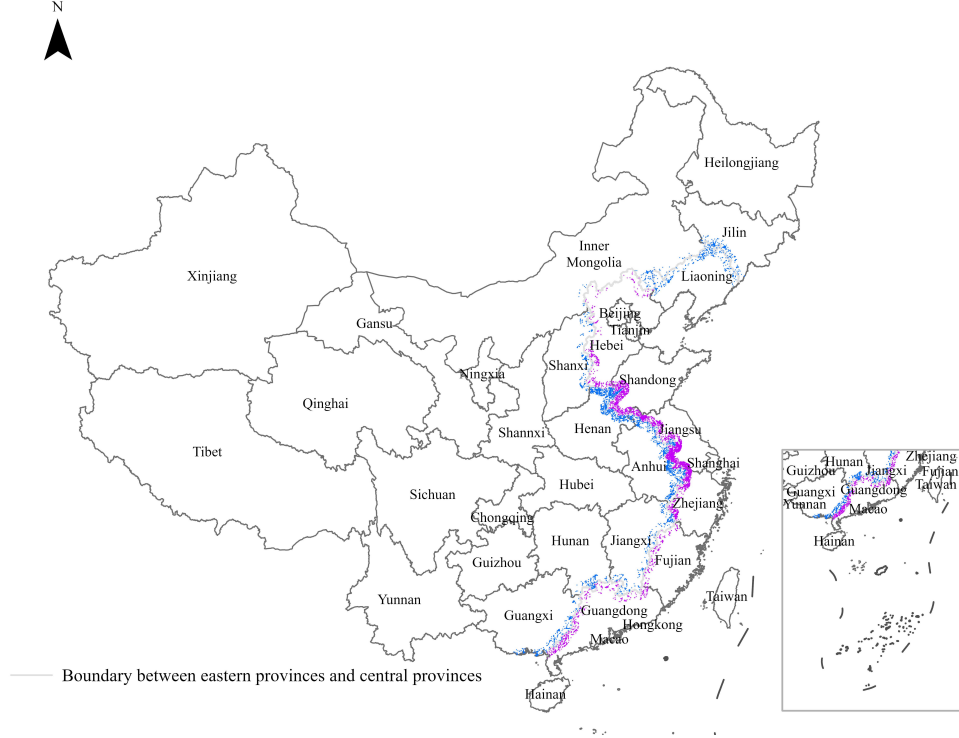 N
Heilongjiang
Jilin
Inner
Mongolia
Liaoning
Xinjiang
Beijing
Gansu
Tianjin
Hebei
Shanxi
Ningxia
Shandong
Qinghai
Henan
Jiangsu
Shannxi
Tibet
Anhui
Shanghai
Sichuan
Hubei
Zhejiang
Chongqing
Hunan
Jiangxi
Guizhou
Fujian
Yunnan
Taiwan
Guangxi
Guangdong
Hongkong
Macao
Hainan
Boundary between eastern provinces and central provinces
Zhejiang
Hunan
Guizhou
Jiangxi
Fujian
Taiwan
Guangxi
Guangdong
Yunnan
Macao
Hainan